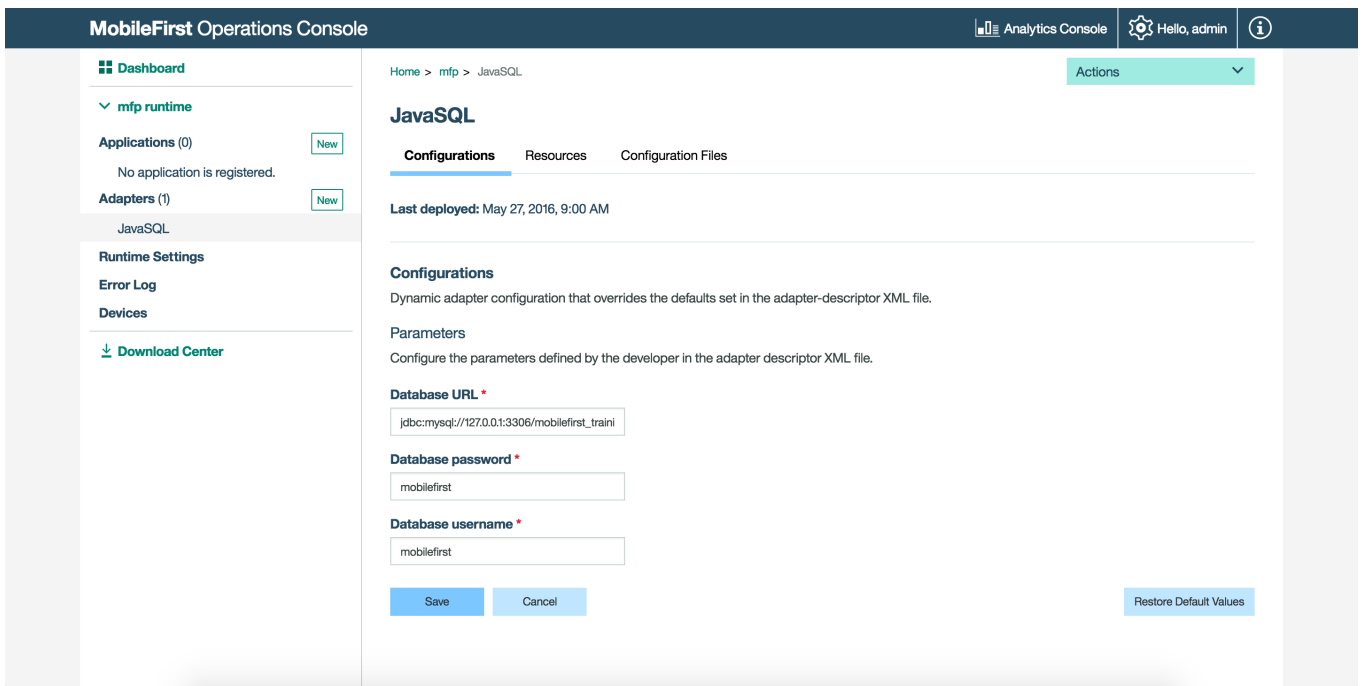 MobileFirst Operations Console
Analytics Console
Hello, admin
Dashboard
mfp runtime
Applications (0)
New
No application is registered.
Adapters (1)
New
JavaSQL
Runtime Settings
Error Log
Devices
Download Center
Home > mfp > JavaSQL
Actions
JavaSQL
Configurations Resources Configuration Files
Last deployed: May 27, 2016, 9:00 AM
Configurations
Dynamic adapter configuration that overrides the defaults set in the adapter-descriptor XML file.
Parameters
Configure the parameters defined by the developer in the adapter descriptor XML file.
Database URL *
jdbc:mysql://127.0.0.1:3306/mobilefirst_traini
Database password *
mobilefirst
Database username *
mobilefirst
Save Cancel Restore Default Values